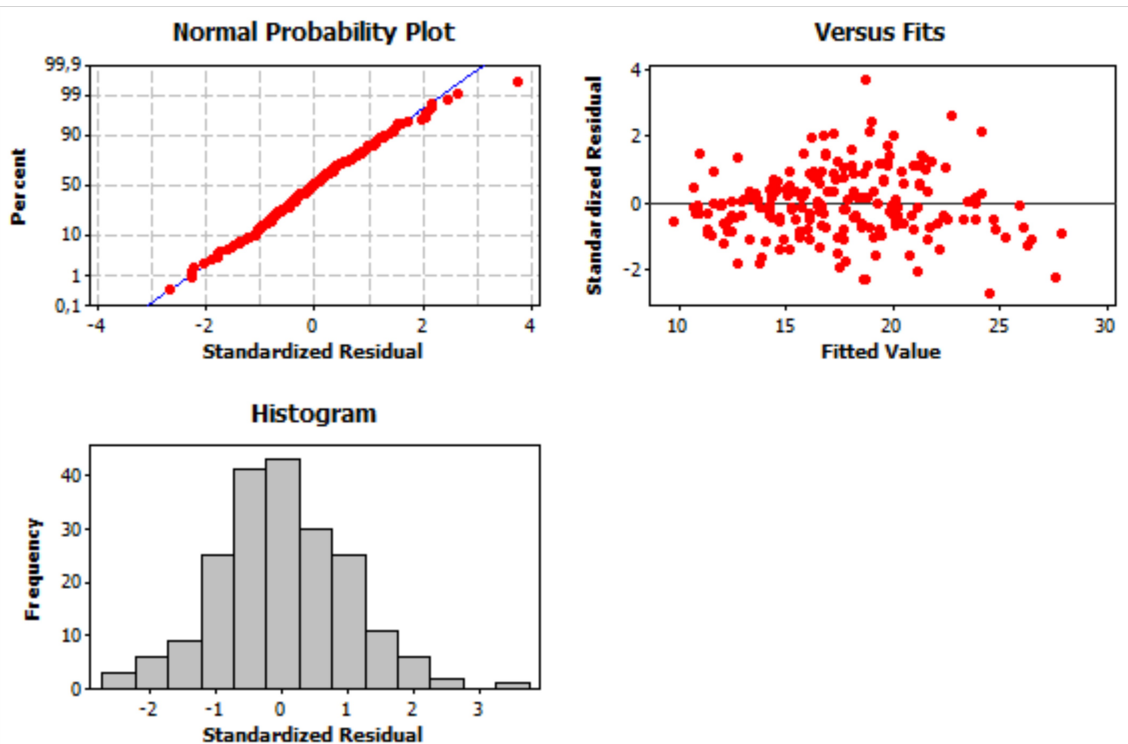 Normal Probability Plot
99,9
99
90
50
10
1
0,1
Percent
-4 -2 0 2 4
Standardized Residual
Versus Fits
4
2
0
-2
Standardized Residual
10 15 20 25 30
Fitted Value
Histogram
40
30
20
10
0
Frequency
-2 -1 0 1 2 3
Standardized Residual